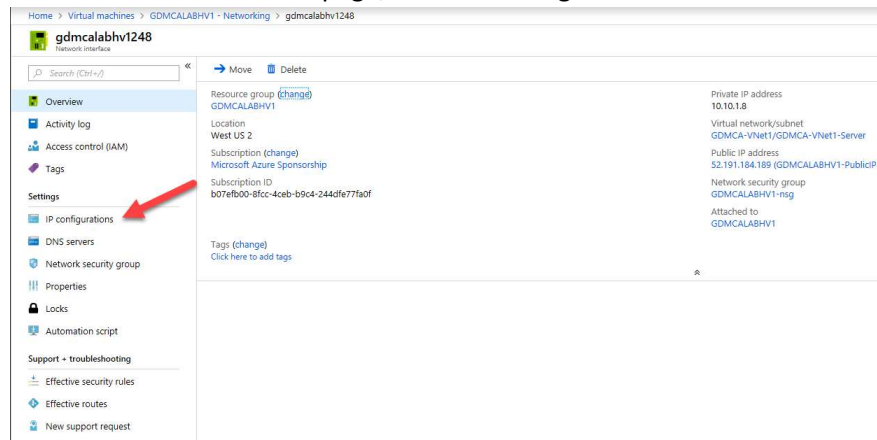 Home > Virtual machines > GDMCALABHV1 - Networking > gdmcalabhv1248
gdmcalabhv1248
Network interface
Search (Ctrl+/)
«
Move
Delete
Overview
Activity log
Access control (IAM)
Tags
Settings
IP configurations
DNS servers
Network security group
Properties
Locks
Automation script
Support + troubleshooting
Effective security rules
Effective routes
New support request
Resource group (change)
GDMCALABHV1
Location
West US 2
Subscription (change)
Microsoft Azure Sponsorship
Subscription ID
b07efb00-8fcc-4ceb-b9c4-244dfe77fa0f
Tags (change)
Click here to add tags
Private IP address
10.10.1.8
Virtual network/subnet
GDMCA-VNet1/GDMCA-VNet1-Server
Public IP address
52.191.184.189 (GDMCALABHV1-PublicIP
Network security group
GDMCALABHV1-nsg
Attached to
GDMCALABHV1